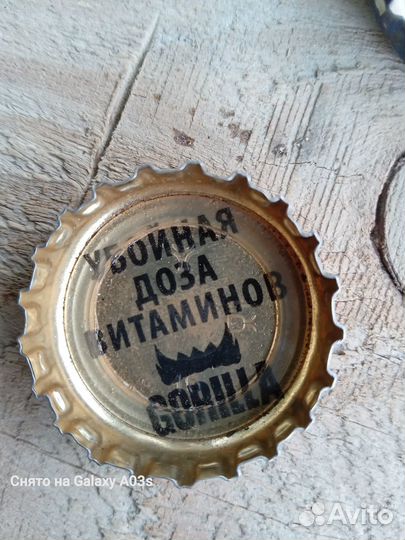 УБОЙНАЯ
ДОЗА
ВИТАМИНОВ
GORILLA
Снято на Galaxy A03s
Avito